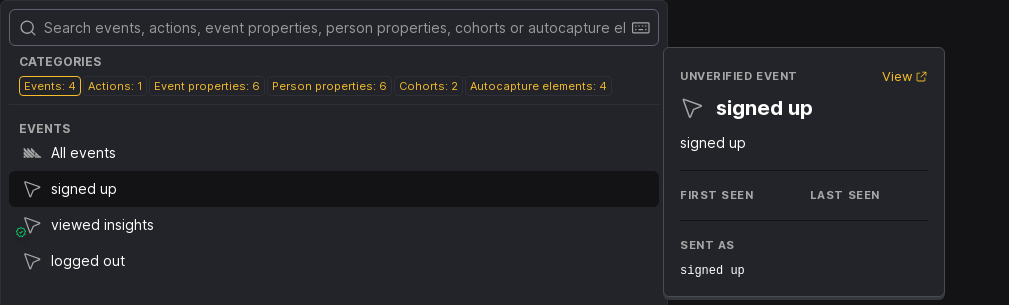 Search events, actions, event properties, person properties, cohorts or autocapture el
CATEGORIES
Events: 4 Actions: 1 Event properties: 6 Person properties: 6 Cohorts: 2 Autocapture elements: 4
EVENTS
All events
signed up
viewed insights
logged out
UNVERIFIED EVENT View
signed up
signed up
FIRST SEEN LAST SEEN
SENT AS
signed up